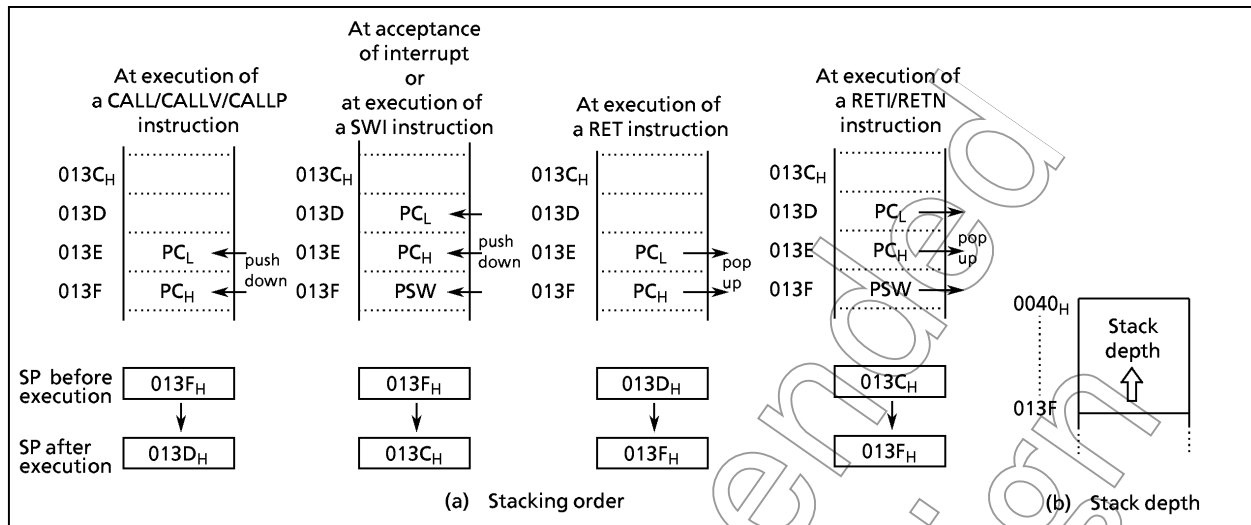 At execution of
a CALL/CALLV/CALLP
instruction
013CH
013D
013E PCL
013F PCH
push
down
SP before
execution
013FH
SP after
execution
013DH
At acceptance
of interrupt
or
at execution of
a SWI instruction
013CH
013D PCL
013E PCH
013F PSW
push
down
013FH
013CH
At execution of
a RET instruction
013CH
013D
013E PCL
013F PCH
pop
up
013DH
013FH
At execution of
a RETI/RETN
instruction
013CH
013D PCL
013E PCH
013F PSW
pop
up
013CH
013FH
(a) Stacking order
0040H
Stack
depth
013F
(b) Stack depth